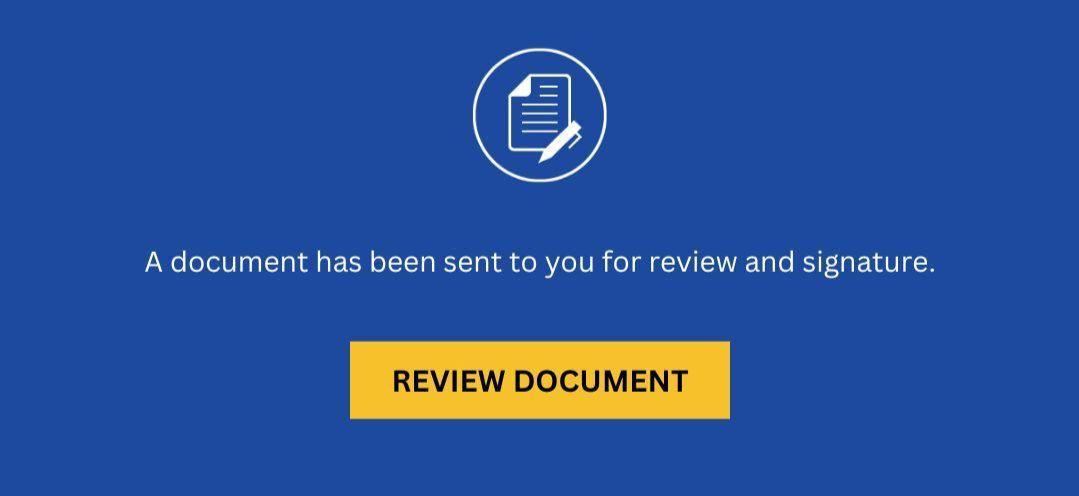 A document has been sent to you for review and signature.
REVIEW DOCUMENT